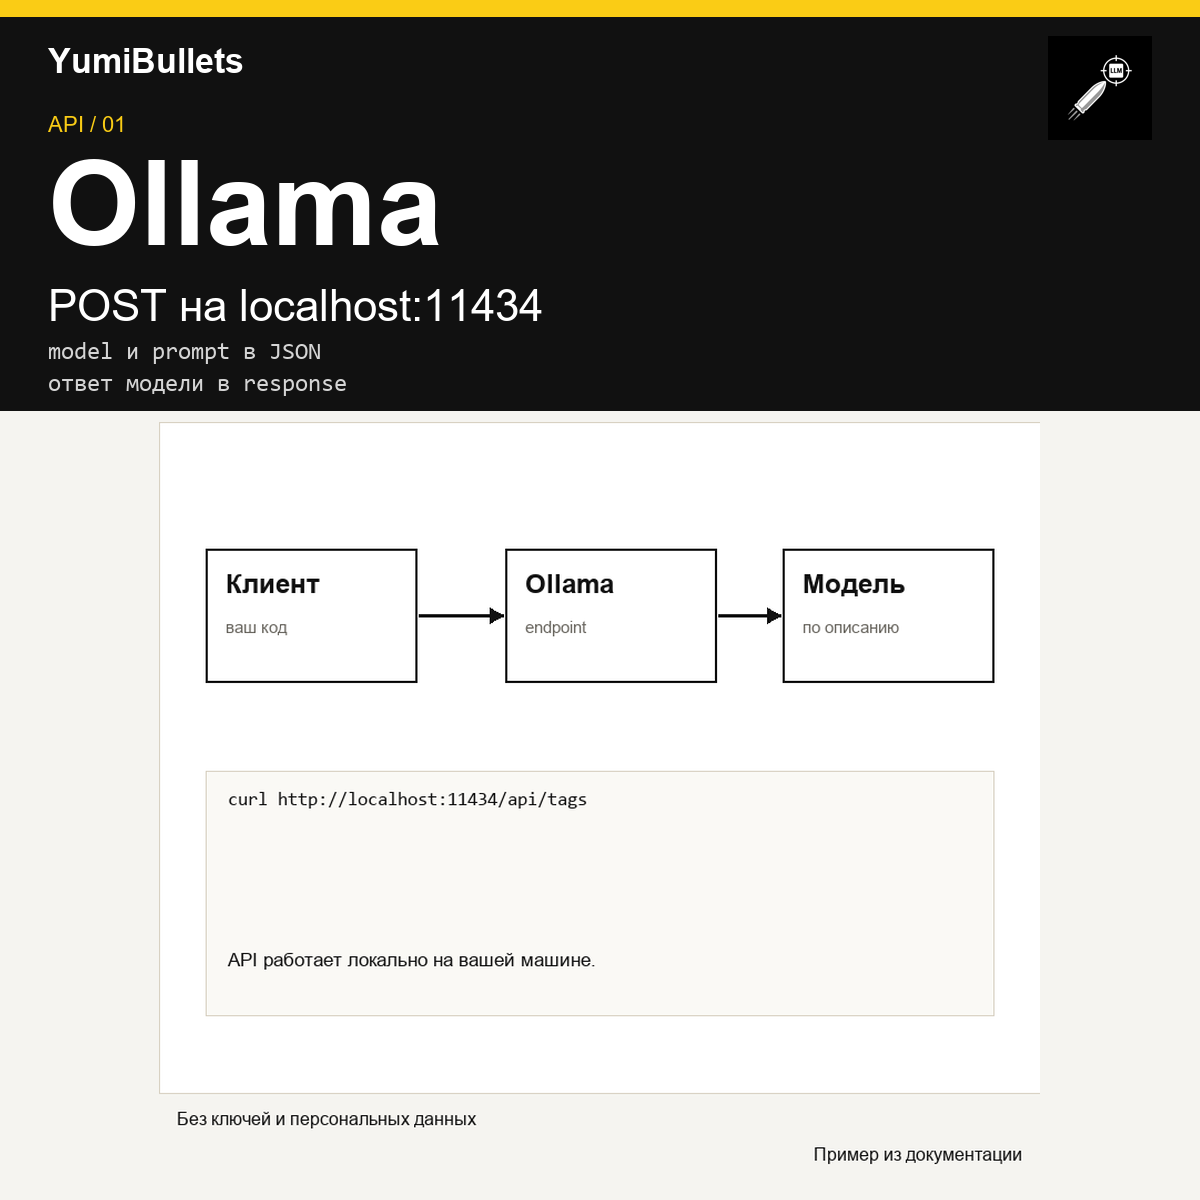 YumiBullets
LLM
API / 01
Ollama
POST на localhost:11434
model и prompt в JSON
ответ модели в response
Клиент
ваш код
Ollama
endpoint
Модель
по описанию
curl http://localhost:11434/api/tags
API работает локально на вашей машине.
Без ключей и персональных данных
Пример из документации